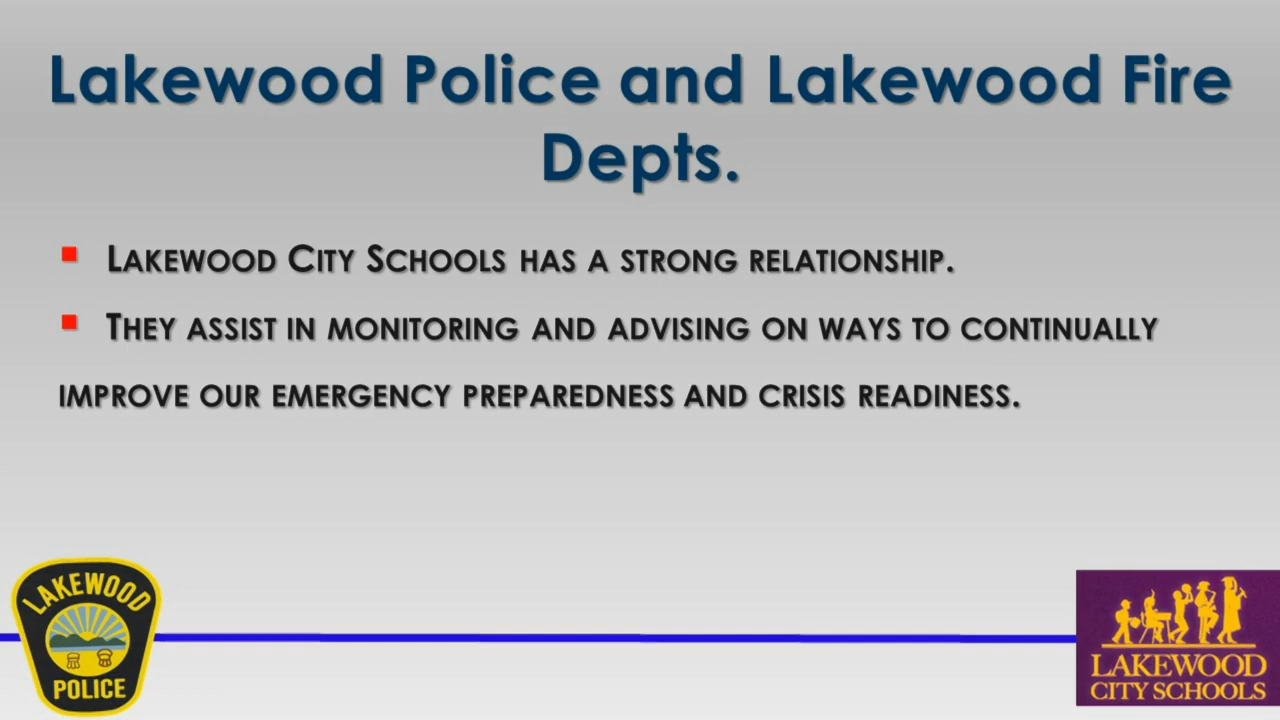 Lakewood Police and Lakewood Fire
Depts.
Lakewood City Schools has a strong relationship.
They assist in monitoring and advising on ways to continually
improve our emergency preparedness and crisis readiness.
LAKEWOOD
POLICE
LAKEWOOD
CITY SCHOOLS